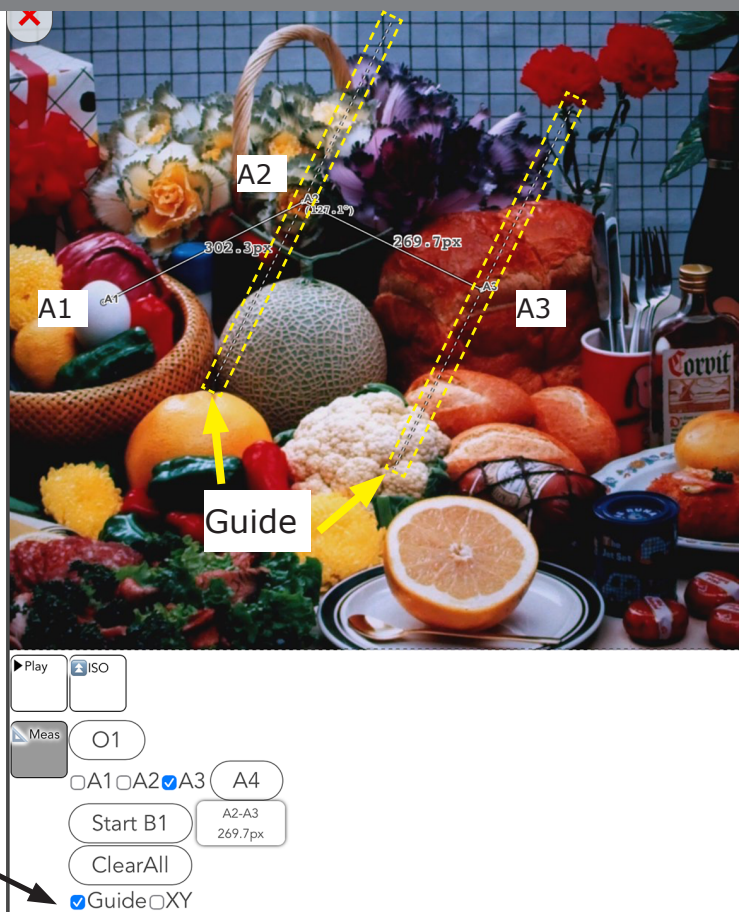 A2
A2
(127.1°)
302.3px
269.7px
A1
A1
A3
A3
Corvit
Guide
Play
ISO
Meas
O1
A1 A2 A3 A4
Start B1
A2-A3
269.7px
ClearAll
Guide XY